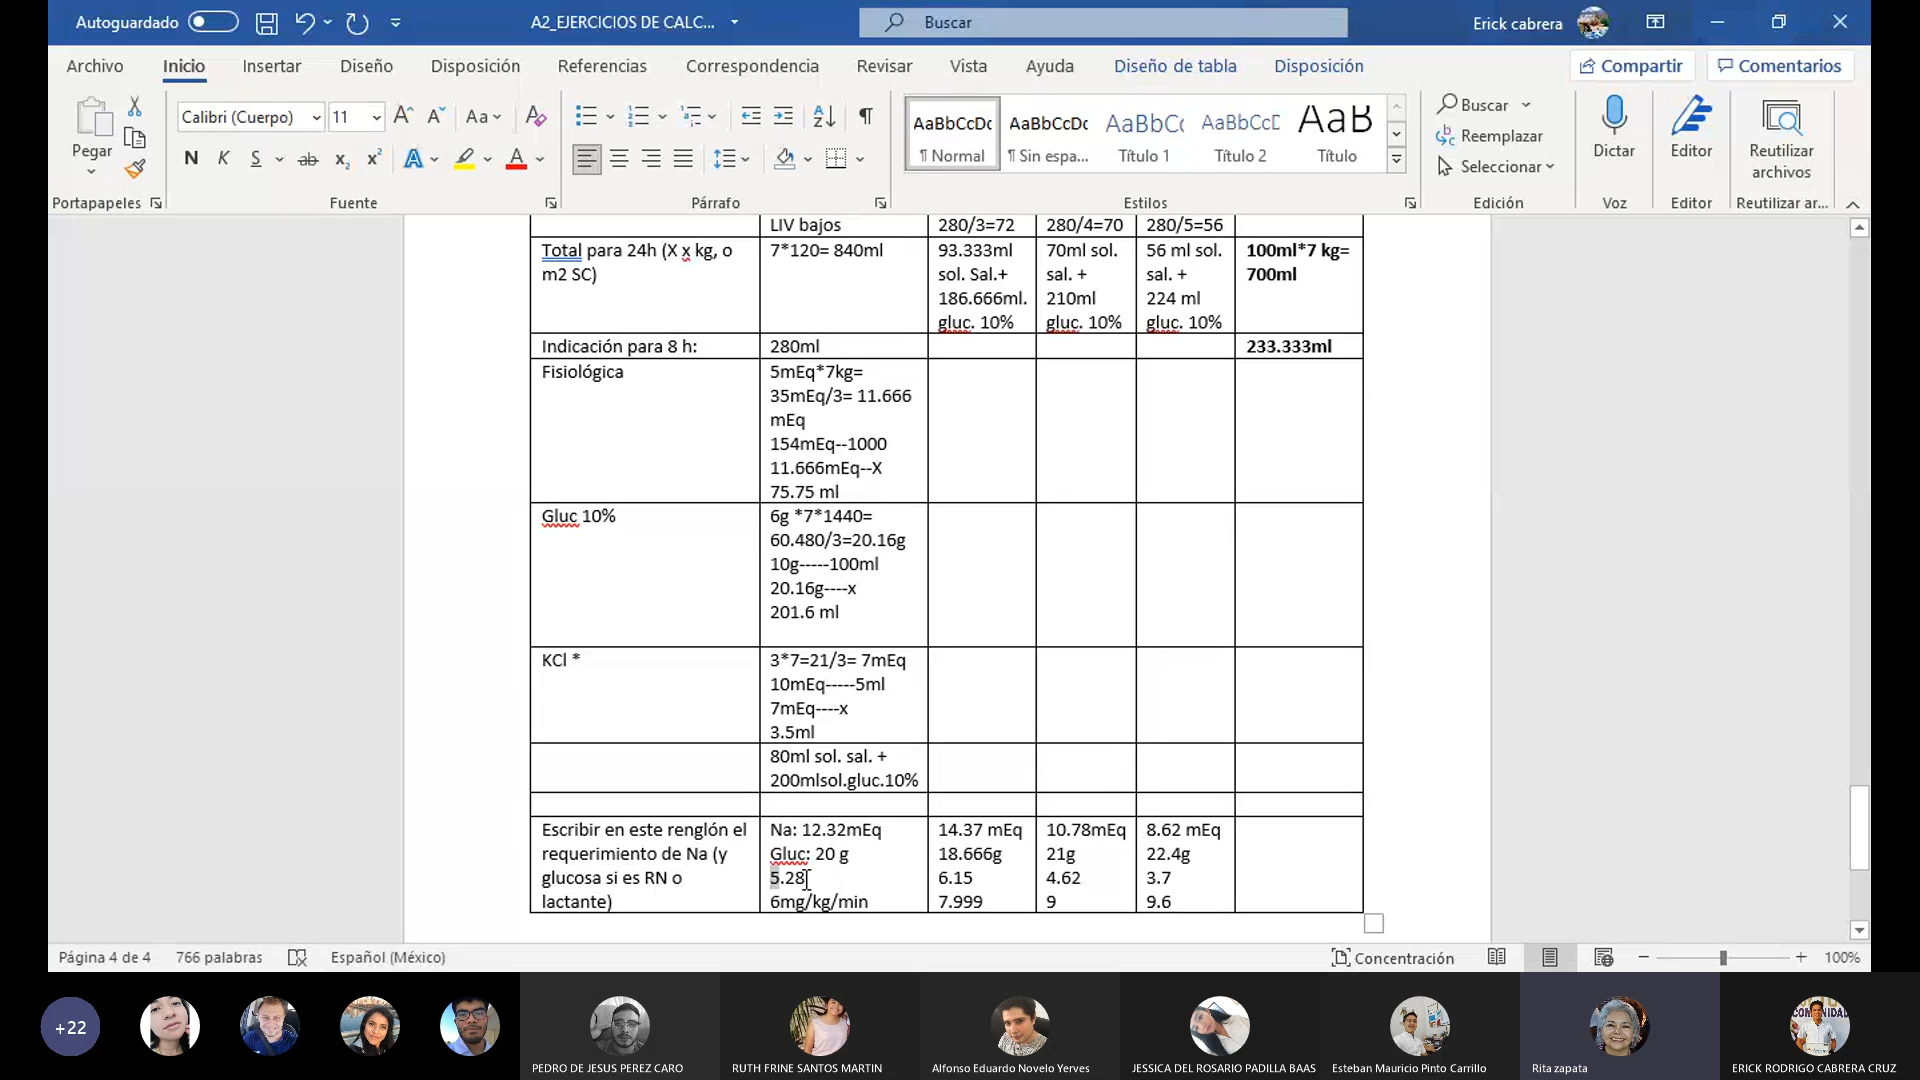 Autoguardado
A2_EJERCICIOS DE CALC...
Buscar
Erick cabrera
Archivo
Inicio
Insertar
Diseño
Disposición
Referencias
Correspondencia
Revisar
Vista
Ayuda
Diseño de tabla
Disposición
Compartir
Comentarios
Pegar
Calibri (Cuerpo)
11
Aa
N K S ab x₂ x² A A
AaBbCcDc
¶ Normal
AaBbCcDc
¶ Sin espa...
AaBbC
Título 1
AaBbCcD
Título 2
AaB
Título
Buscar
Reemplazar
Seleccionar
Dictar
Editor
Reutilizar
archivos
Portapapeles
Fuente
Párrafo
Estilos
Edición
Voz
Editor
Reutilizar ar...
LIV bajos
280/3=72
280/4=70
280/5=56
Total para 24h (X x kg, o
m2 SC)
7*120= 840ml
93.333ml
sol. Sal.+
186.666ml.
gluc. 10%
70ml sol.
sal. +
210ml
gluc. 10%
56 ml sol.
sal. +
224 ml
gluc. 10%
100ml*7 kg=
700ml
Indicación para 8 h:
280ml
233.333ml
Fisiológica
5mEq*7kg=
35mEq/3= 11.666
mEq
154mEq--1000
11.666mEq--X
75.75 ml
Gluc 10%
6g *7*1440=
60.480/3=20.16g
10g-----100ml
20.16g----x
201.6 ml
KCl *
3*7=21/3= 7mEq
10mEq-----5ml
7mEq----x
3.5ml
80ml sol. sal. +
200mlsol.gluc.10%
Escribir en este renglón el
requerimiento de Na (y
glucosa si es RN o
lactante)
Na: 12.32mEq
Gluc: 20 g
5.28
6mg/kg/min
14.37 mEq
18.666g
6.15
7.999
10.78mEq
21g
4.62
9
8.62 mEq
22.4g
3.7
9.6
Página 4 de 4
766 palabras
Español (México)
Concentración
100%
+22
PEDRO DE JESUS PEREZ CARO
RUTH FRINE SANTOS MARTIN
Alfonso Eduardo Novelo Yerves
JESSICA DEL ROSARIO PADILLA BAAS
Esteban Mauricio Pinto Carrillo
Rita zapata
ERICK RODRIGO CABRERA CRUZ